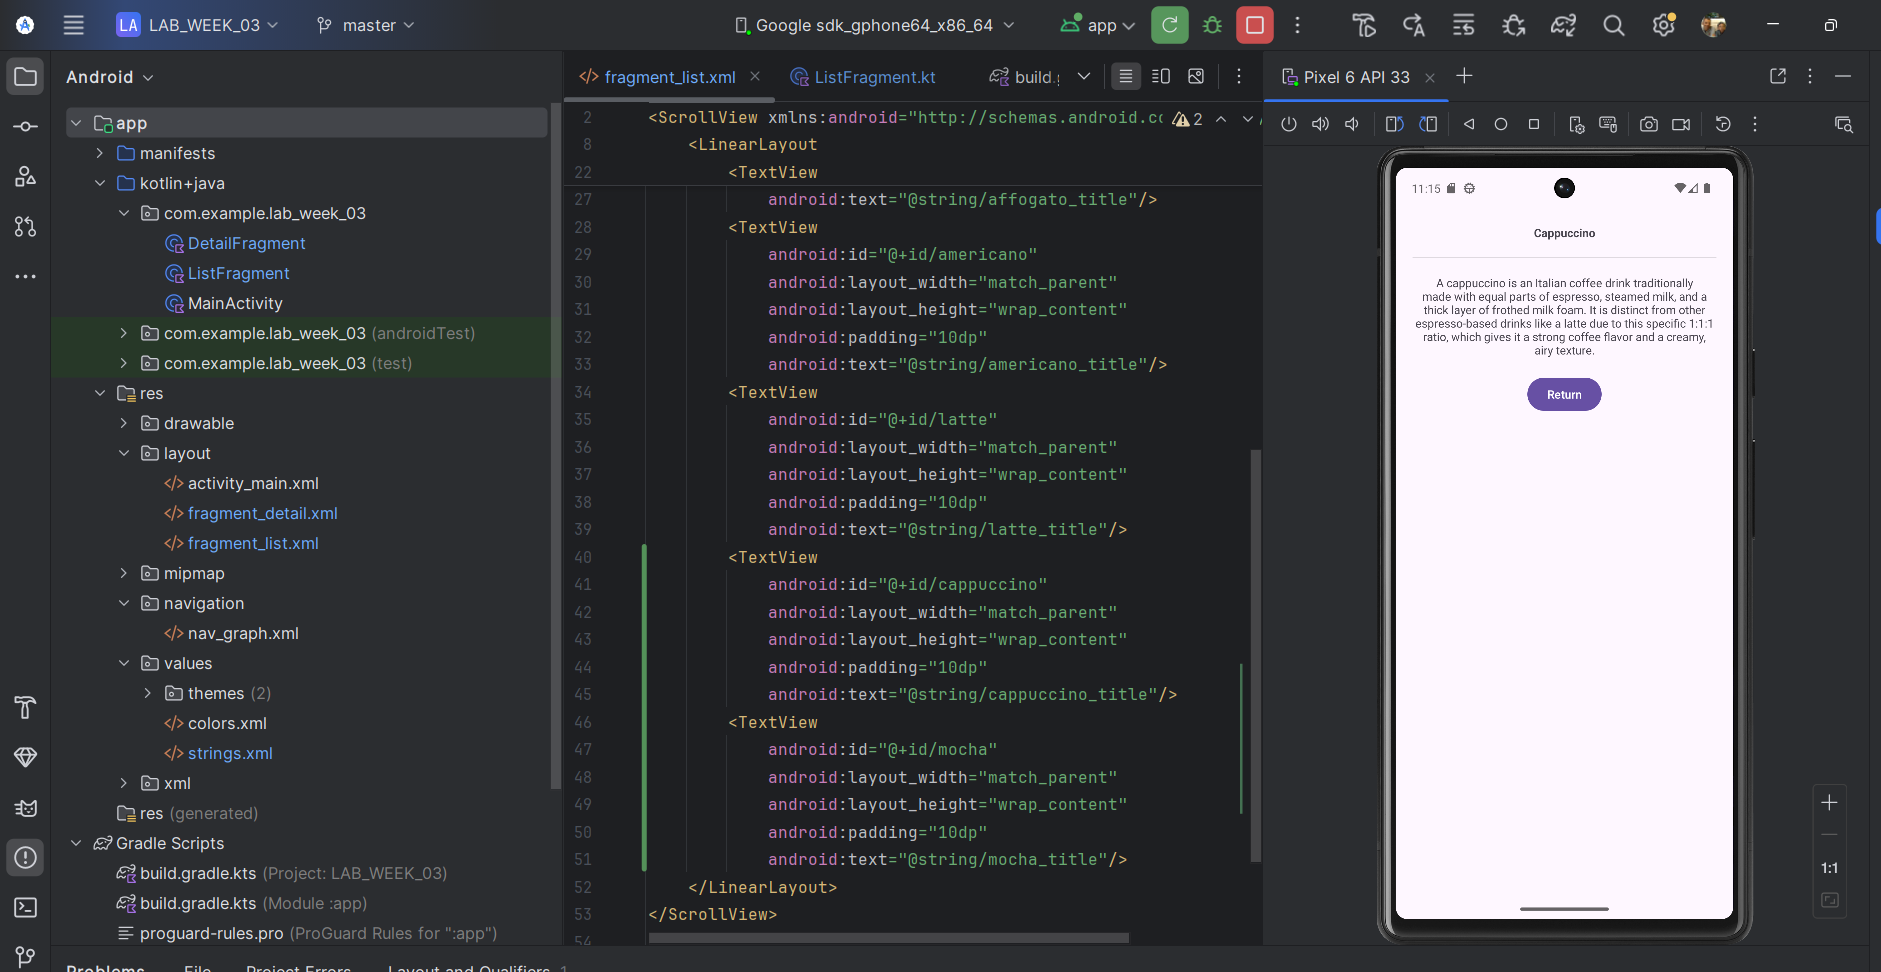 LA LAB_WEEK_03
master
Google sdk_gphone64_x86_64
app
Android
app
manifests
kotlin+java
com.example.lab_week_03
DetailFragment
ListFragment
MainActivity
com.example.lab_week_03 (androidTest)
com.example.lab_week_03 (test)
res
drawable
layout
activity_main.xml
fragment_detail.xml
fragment_list.xml
mipmap
navigation
nav_graph.xml
values
themes (2)
colors.xml
strings.xml
xml
res (generated)
Gradle Scripts
build.gradle.kts (Project: LAB_WEEK_03)
build.gradle.kts (Module :app)
proguard-rules.pro (ProGuard Rules for ":app")
fragment_list.xml
ListFragment.kt
build.
2 <ScrollView xmlns:android="http://schemas.android.co
2
8 <LinearLayout
22 <TextView
27 android:text="@string/affogato_title"/>
28 <TextView
29 android:id="@+id/americano"
30 android:layout_width="match_parent"
31 android:layout_height="wrap_content"
32 android:padding="10dp"
33 android:text="@string/americano_title"/>
34 <TextView
35 android:id="@+id/latte"
36 android:layout_width="match_parent"
37 android:layout_height="wrap_content"
38 android:padding="10dp"
39 android:text="@string/latte_title"/>
40 <TextView
41 android:id="@+id/cappuccino"
42 android:layout_width="match_parent"
43 android:layout_height="wrap_content"
44 android:padding="10dp"
45 android:text="@string/cappuccino_title"/>
46 <TextView
47 android:id="@+id/mocha"
48 android:layout_width="match_parent"
49 android:layout_height="wrap_content"
50 android:padding="10dp"
51 android:text="@string/mocha_title"/>
52 </LinearLayout>
53 </ScrollView>
54
Pixel 6 API 33
11:15
Cappuccino
A cappuccino is an Italian coffee drink traditionally
made with equal parts of espresso, steamed milk, and a
thick layer of frothed milk foam. It is distinct from other
espresso-based drinks like a latte due to this specific 1:1:1
ratio, which gives it a strong coffee flavor and a creamy,
airy texture.
Return
1:1
Problems File Project Errors Layout and Qualifiers 1